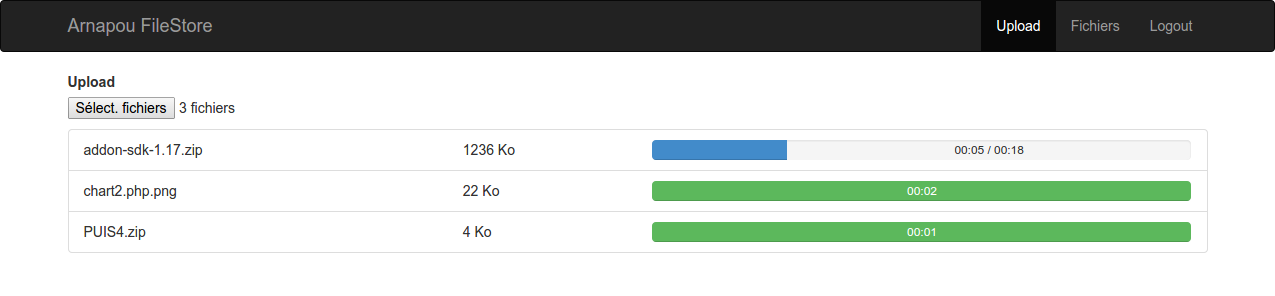 Arnapou FileStore Upload Fichiers Logout
Upload
Sélect. fichiers 3 fichiers
addon-sdk-1.17.zip 1236 Ko 00:05 / 00:18
chart2.php.png 22 Ko 00:02
PUIS4.zip 4 Ko 00:01